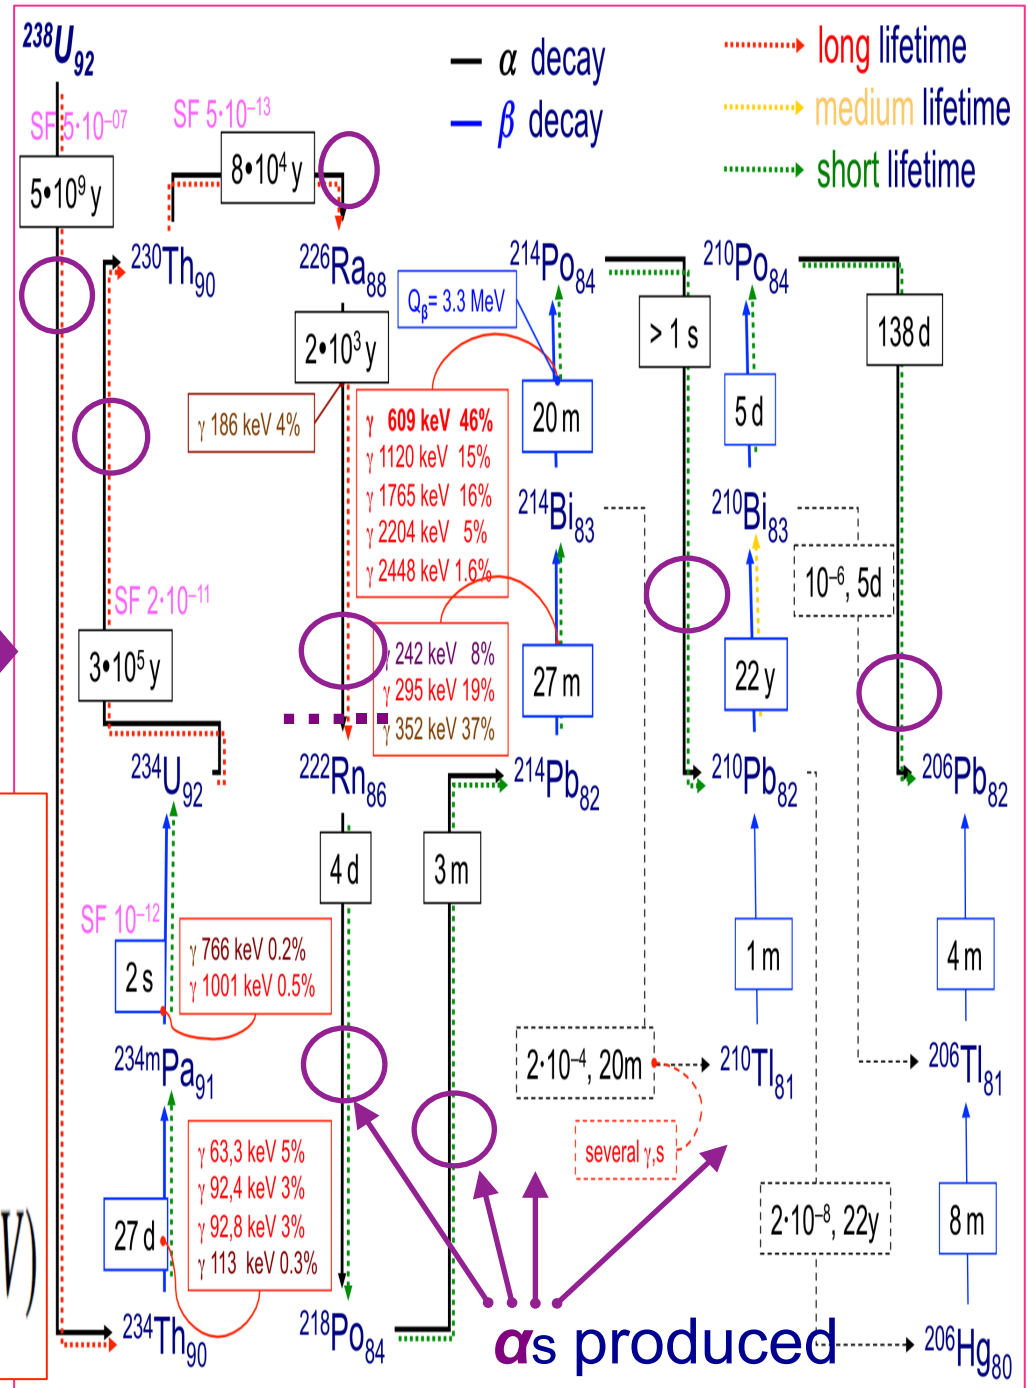 238U92
α decay
β decay
long lifetime
medium lifetime
short lifetime
SF 5·10–07
SF 5·10–13
5•109 y
8•104 y
230Th90
226Ra88
214Po84
210Po84
Qβ= 3.3 MeV
2•103 y
> 1 s
138 d
γ 186 keV 4%
γ 609 keV 46%
γ 1120 keV 15%
γ 1765 keV 16%
γ 2204 keV 5%
γ 2448 keV 1.6%
20 m
5 d
214Bi83
210Bi83
10–6, 5d
SF 2·10–11
3•105 y
γ 242 keV 8%
γ 295 keV 19%
γ 352 keV 37%
27 m
22 y
234U92
222Rn86
214Pb82
210Pb82
206Pb82
4 d
3 m
SF 10–12
2 s
γ 766 keV 0.2%
γ 1001 keV 0.5%
1 m
4 m
234mPa91
2·10–4, 20m
210Tl81
206Tl81
several γ,s
γ 63,3 keV 5%
γ 92,4 keV 3%
γ 92,8 keV 3%
γ 113 keV 0.3%
27 d
2·10–8, 22y
8 m
V)
234Th90
218Po84
αs produced
206Hg80